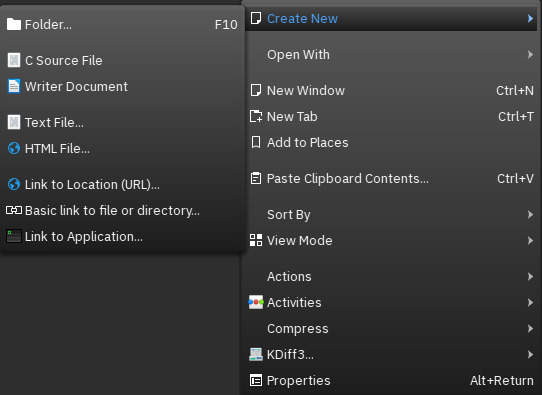 Folder... F10
C Source File
Writer Document
Text File...
HTML File...
Link to Location (URL)...
Basic link to file or directory...
Link to Application...
Create New
Open With
New Window Ctrl+N
New Tab Ctrl+T
Add to Places
Paste Clipboard Contents... Ctrl+V
Sort By
View Mode
Actions
Activities
Compress
KDiff3...
Properties Alt+Return